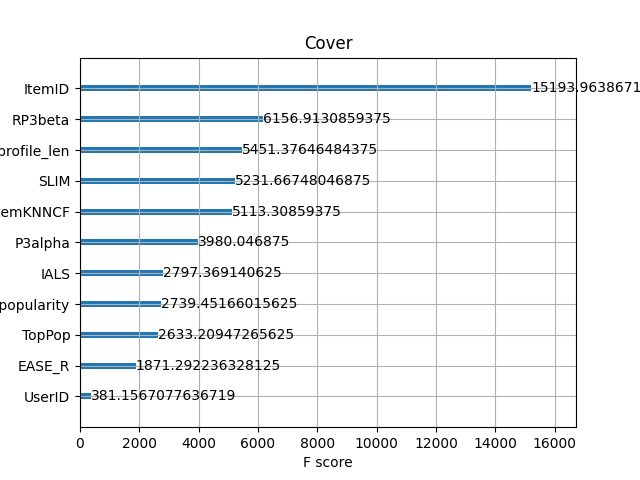 Cover
ItemID 15193.9638671
RP3beta 6156.9130859375
profile_len 5451.37646484375
SLIM 5231.66748046875
emKNNCF 5113.30859375
P3alpha 3980.046875
IALS 2797.369140625
popularity 2739.45166015625
TopPop 2633.20947265625
EASE_R 1871.292236328125
UserID 381.1567077636719
0 2000 4000 6000 8000 10000 12000 14000 16000
F score